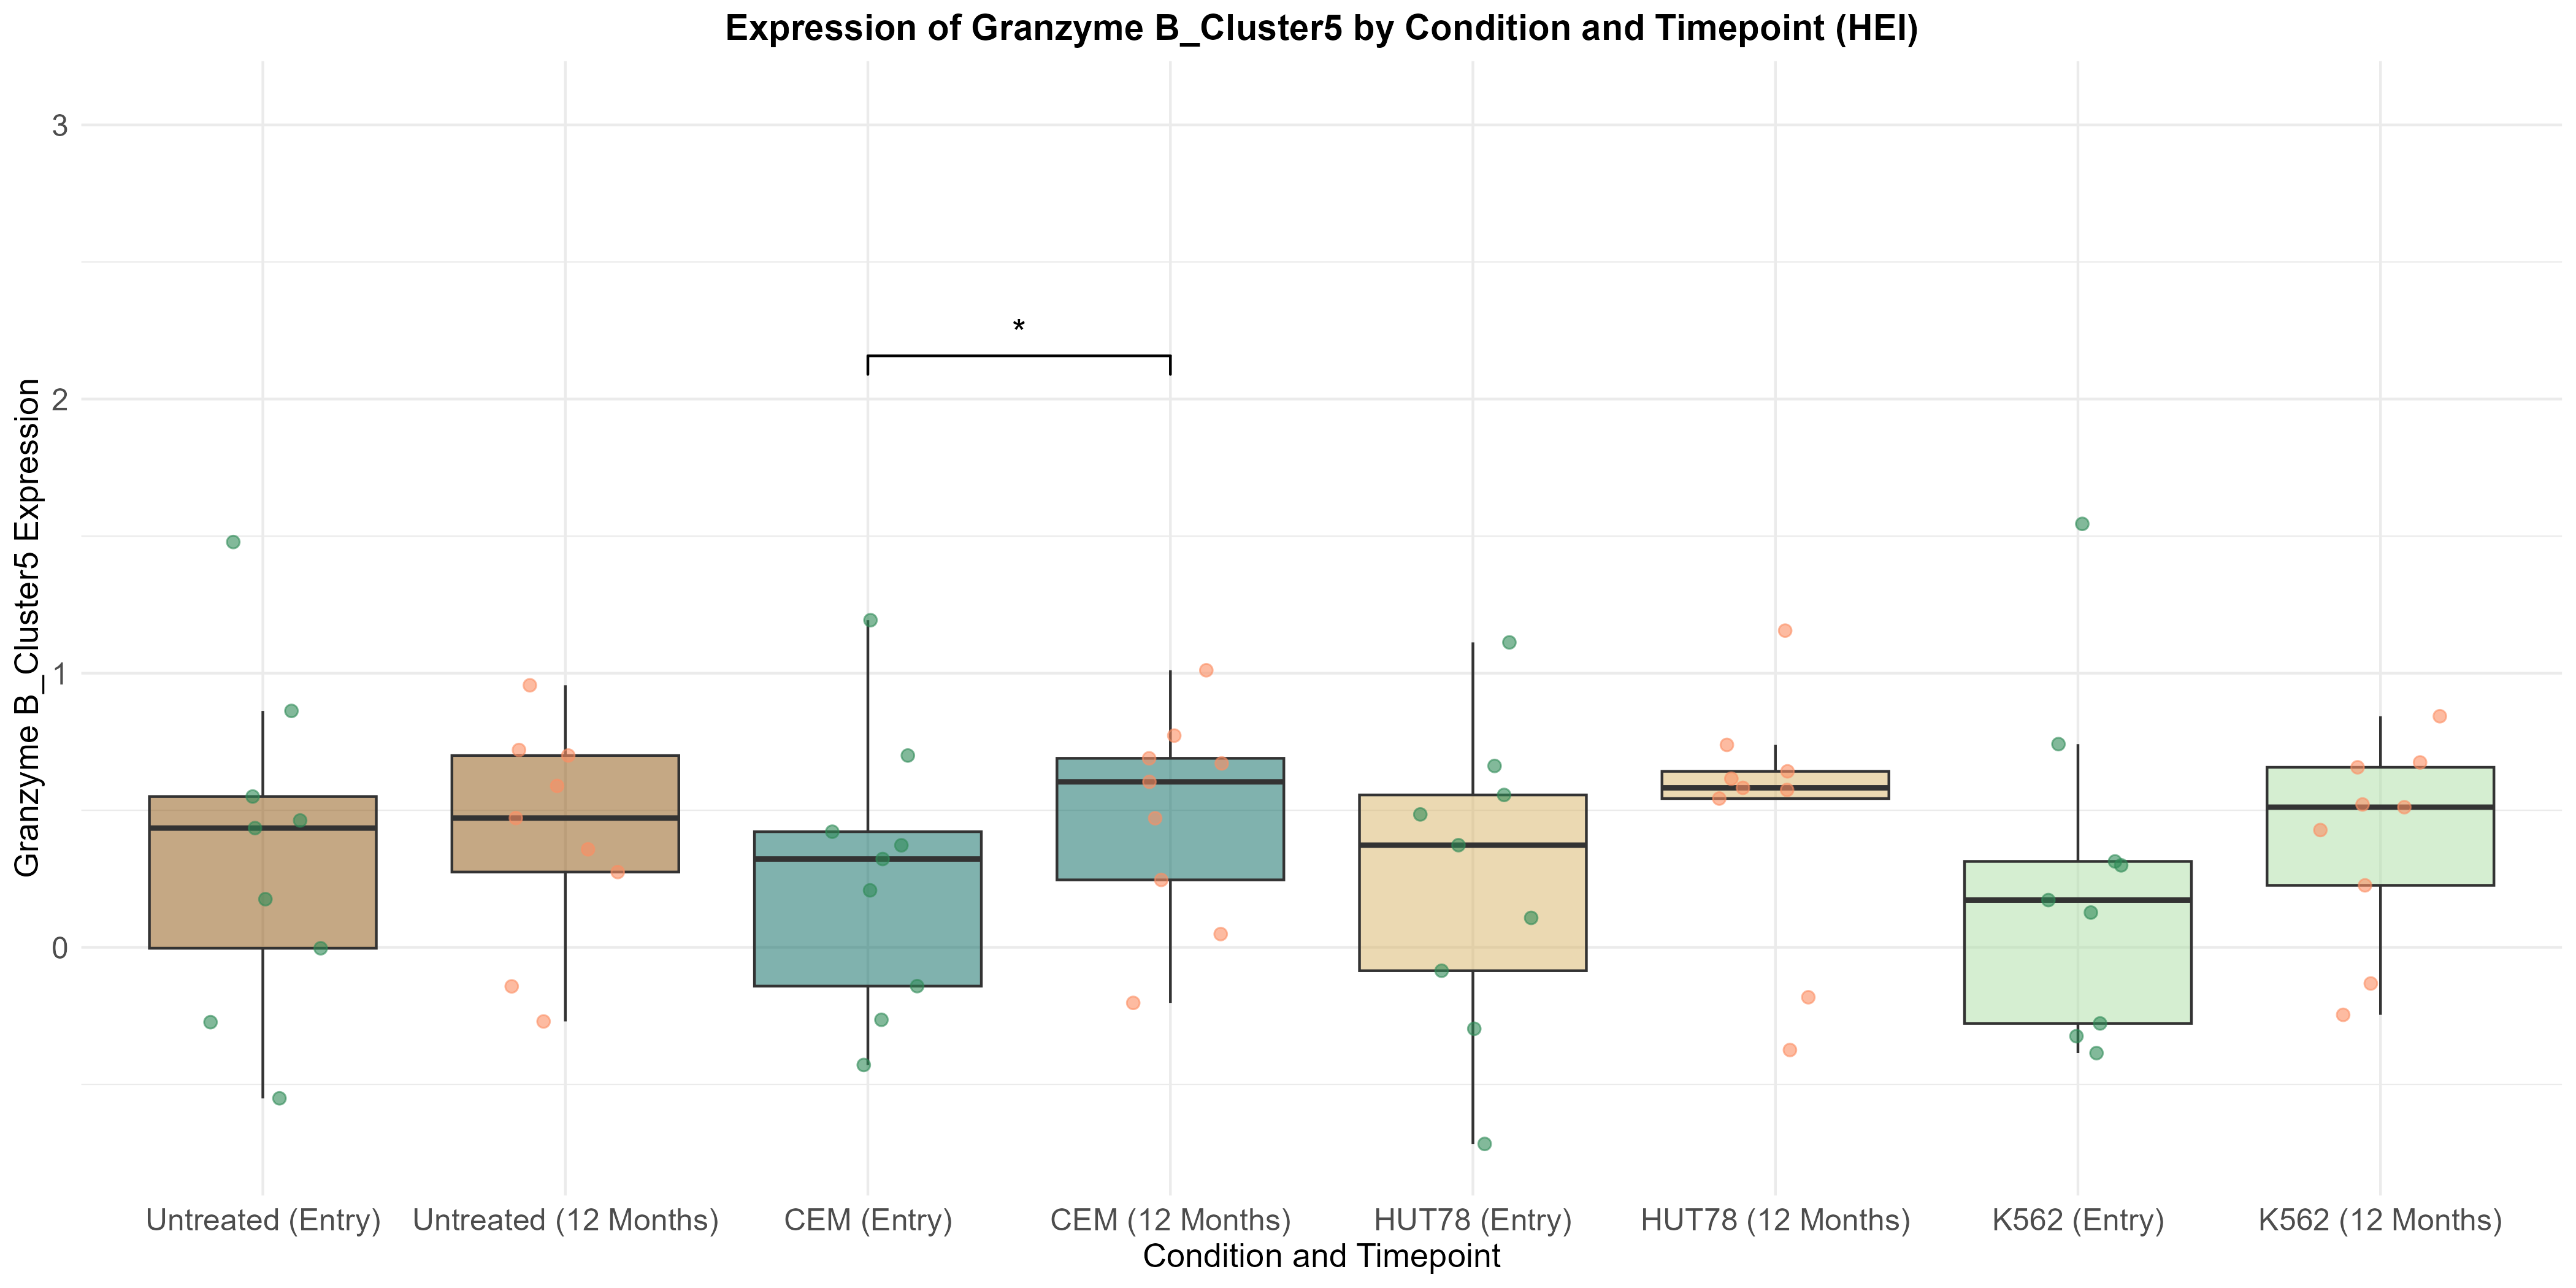 Expression of Granzyme B_Cluster5 by Condition and Timepoint (HEI)
Granzyme B_Cluster5 Expression
3
2
1
0
*
Untreated (Entry)
Untreated (12 Months)
CEM (Entry)
CEM (12 Months)
HUT78 (Entry)
HUT78 (12 Months)
K562 (Entry)
K562 (12 Months)
Condition and Timepoint